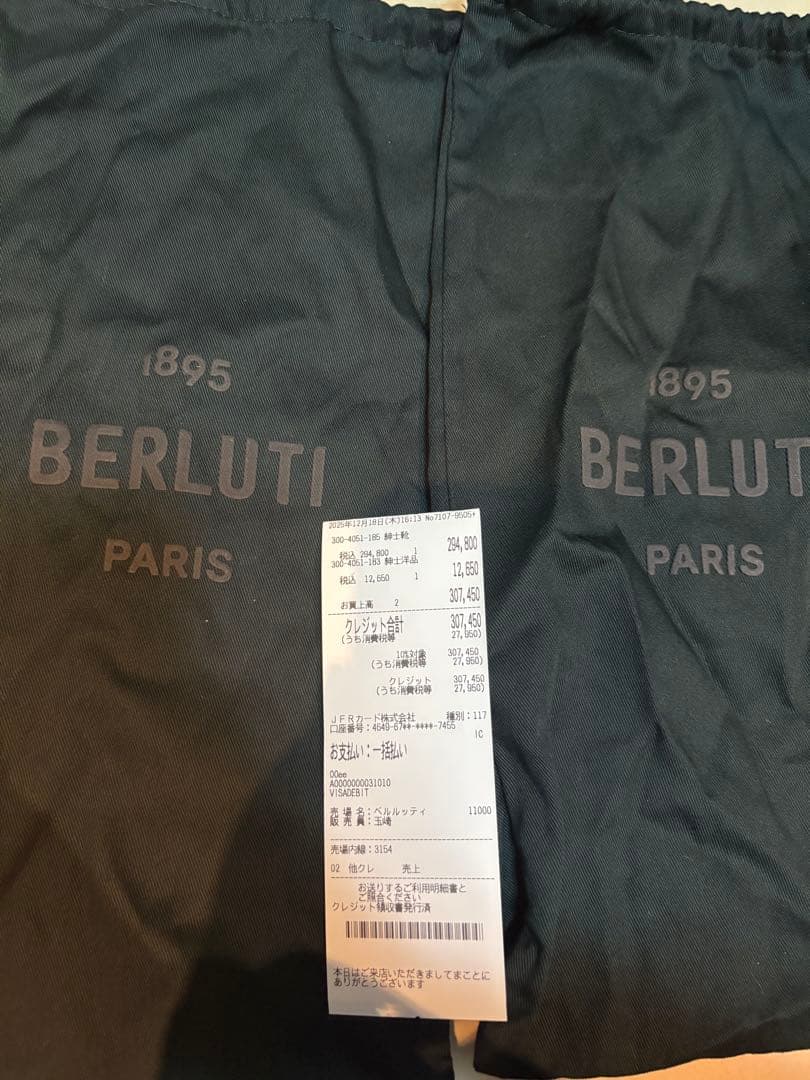 1895
BERLUTI
PARIS
1895
BERLUT
PARIS
2025年12月18日(木)16:13 No7107-9505*
300-4051-185 紳士靴
税込 294,800 1 294,800
300-4051-183 紳士洋品
税込 12,650 1 12,650
お買上高 2 307,450
クレジット合計 307,450
(うち消費税等 27,950)
10%対象 307,450
(うち消費税等 27,950)
クレジット 307,450
(うち消費税等 27,950)
JFRカード株式会社 種別:117
口座番号:4649-67**-****-7455
IC
お支払い:一括払い
00ee
A0000000031010
VISADEBIT
売 場 名:ベルルッティ 11000
販 売 員:玉崎
売場内線:3154
02 他クレ 売上
お送りするご利用明細書と
ご照合ください
クレジット領収書発行済
本日はご来店いただきましてまことに
ありがとうございます